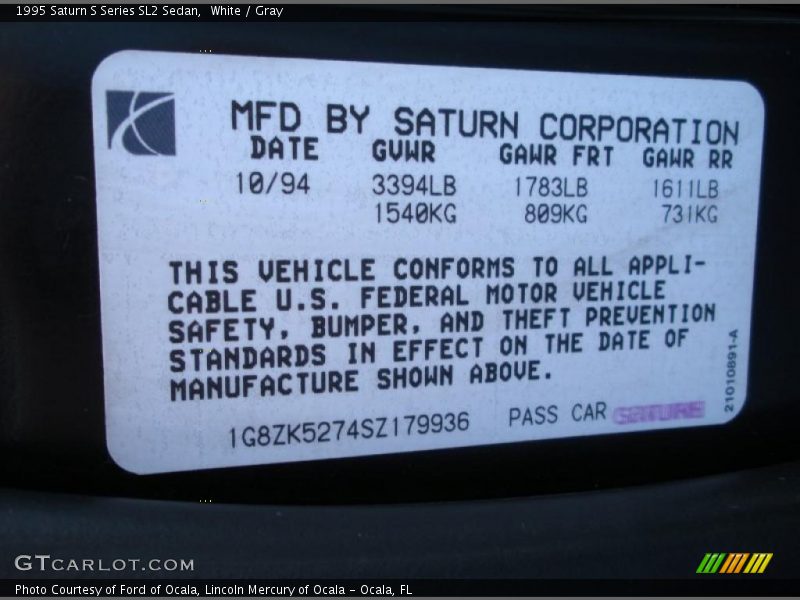 1995 Saturn S Series SL2 Sedan,  White / Gray
MFD BY SATURN CORPORATION
DATE GVWR GAWR FRT GAWR RR
10/94 3394LB 1783LB 1611LB
1540KG 809KG 731KG
THIS VEHICLE CONFORMS TO ALL APPLI-
CABLE U.S. FEDERAL MOTOR VEHICLE
SAFETY, BUMPER, AND THEFT PREVENTION
STANDARDS IN EFFECT ON THE DATE OF
MANUFACTURE SHOWN ABOVE.
1G8ZK5274SZ179936 PASS CAR SATURN
21010891-A
GTCARLOT.COM
Photo Courtesy of Ford of Ocala, Lincoln Mercury of Ocala - Ocala, FL